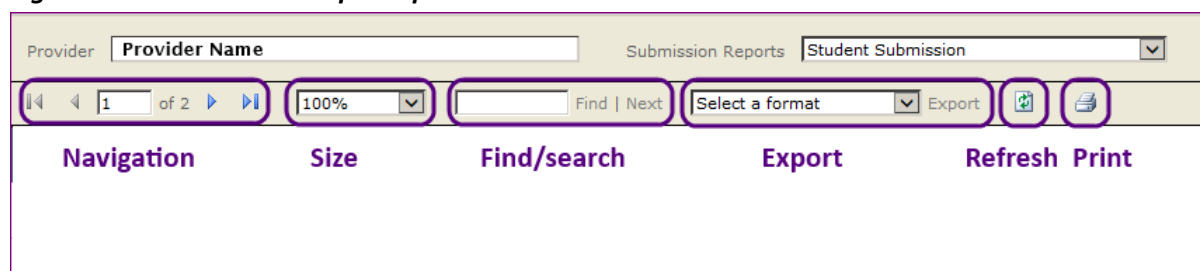 Provider Provider Name Submission Reports Student Submission
1 of 2 100% Find | Next Select a format Export
Navigation Size Find/search Export Refresh Print